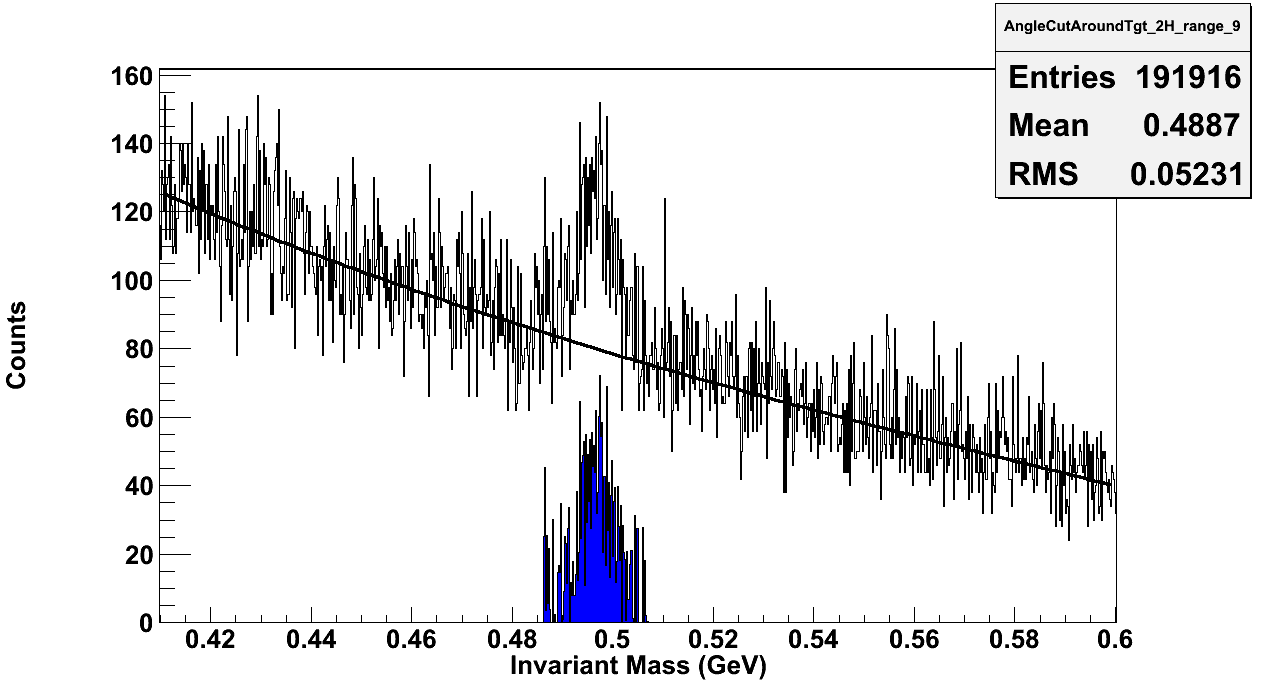 AngleCutAroundTgt_2H_range_9
Entries 191916
Mean 0.4887
RMS 0.05231
160
140
120
100
80
60
40
20
0
Counts
0.42 0.44 0.46 0.48 0.5 0.52 0.54 0.56 0.58 0.6
Invariant Mass (GeV)